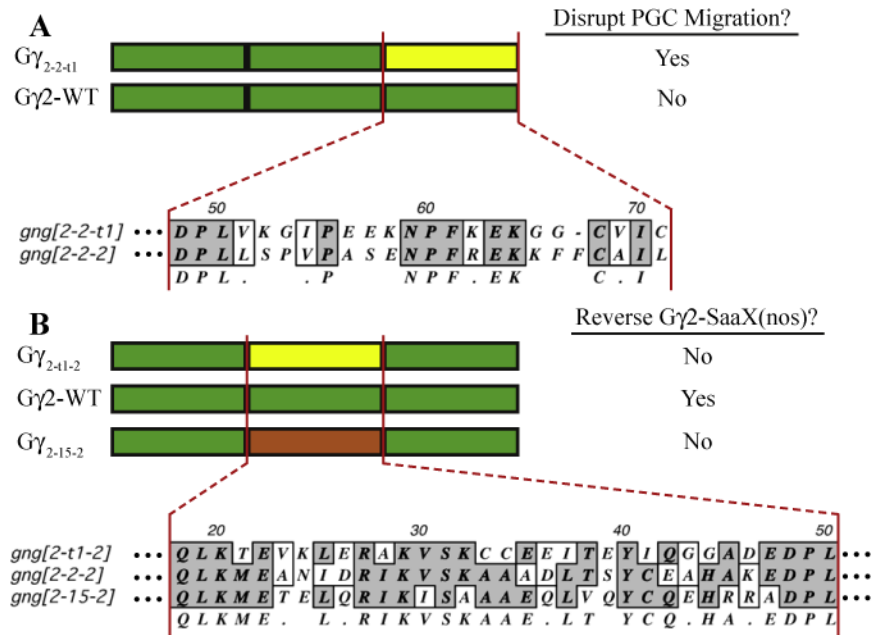 A
Disrupt PGC Migration?
Gγ2-2-t1 Yes
Gγ2-WT No
50 60 70
gng[2-2-t1] ••• D P L V K G I P E E K N P F K E K G G - C V I C
gng[2-2-2] ••• D P L L S P V P A S E N P F R E K K F F C A I L
D P L . . P N P F . E K C . I
B
Reverse Gγ2-SaaX(nos)?
Gγ2-t1-2 No
Gγ2-WT Yes
Gγ2-15-2 No
20 30 40 50
gng[2-t1-2] ••• Q L K T E V K L E R A K V S K C C E E I T E Y I Q G G A D E D P L •••
gng[2-2-2] ••• Q L K M E A N I D R I K V S K A A A D L T S Y C E A H A K E D P L •••
gng[2-15-2] ••• Q L K M E T E L Q R I K I S A A A E Q L V Q Y C Q E H R R A D P L •••
Q L K M E . L . R I K V S K A A E . L T Y C Q . H A . E D P L